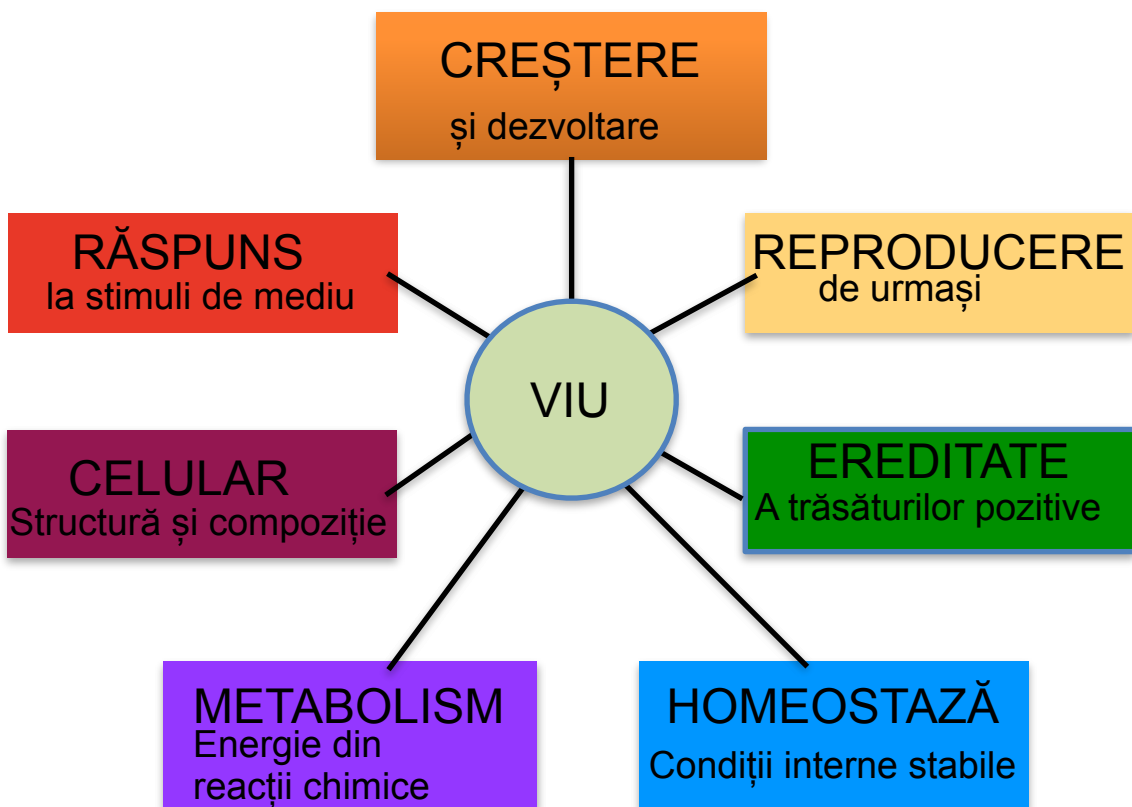 CREȘTERE
și dezvoltare
RĂSPUNS
la stimuli de mediu
REPRODUCERE
de urmași
VIU
CELULAR
Structură și compoziție
EREDITATE
A trăsăturilor pozitive
METABOLISM
Energie din
reacții chimice
HOMEOSTAZĂ
Condiții interne stabile